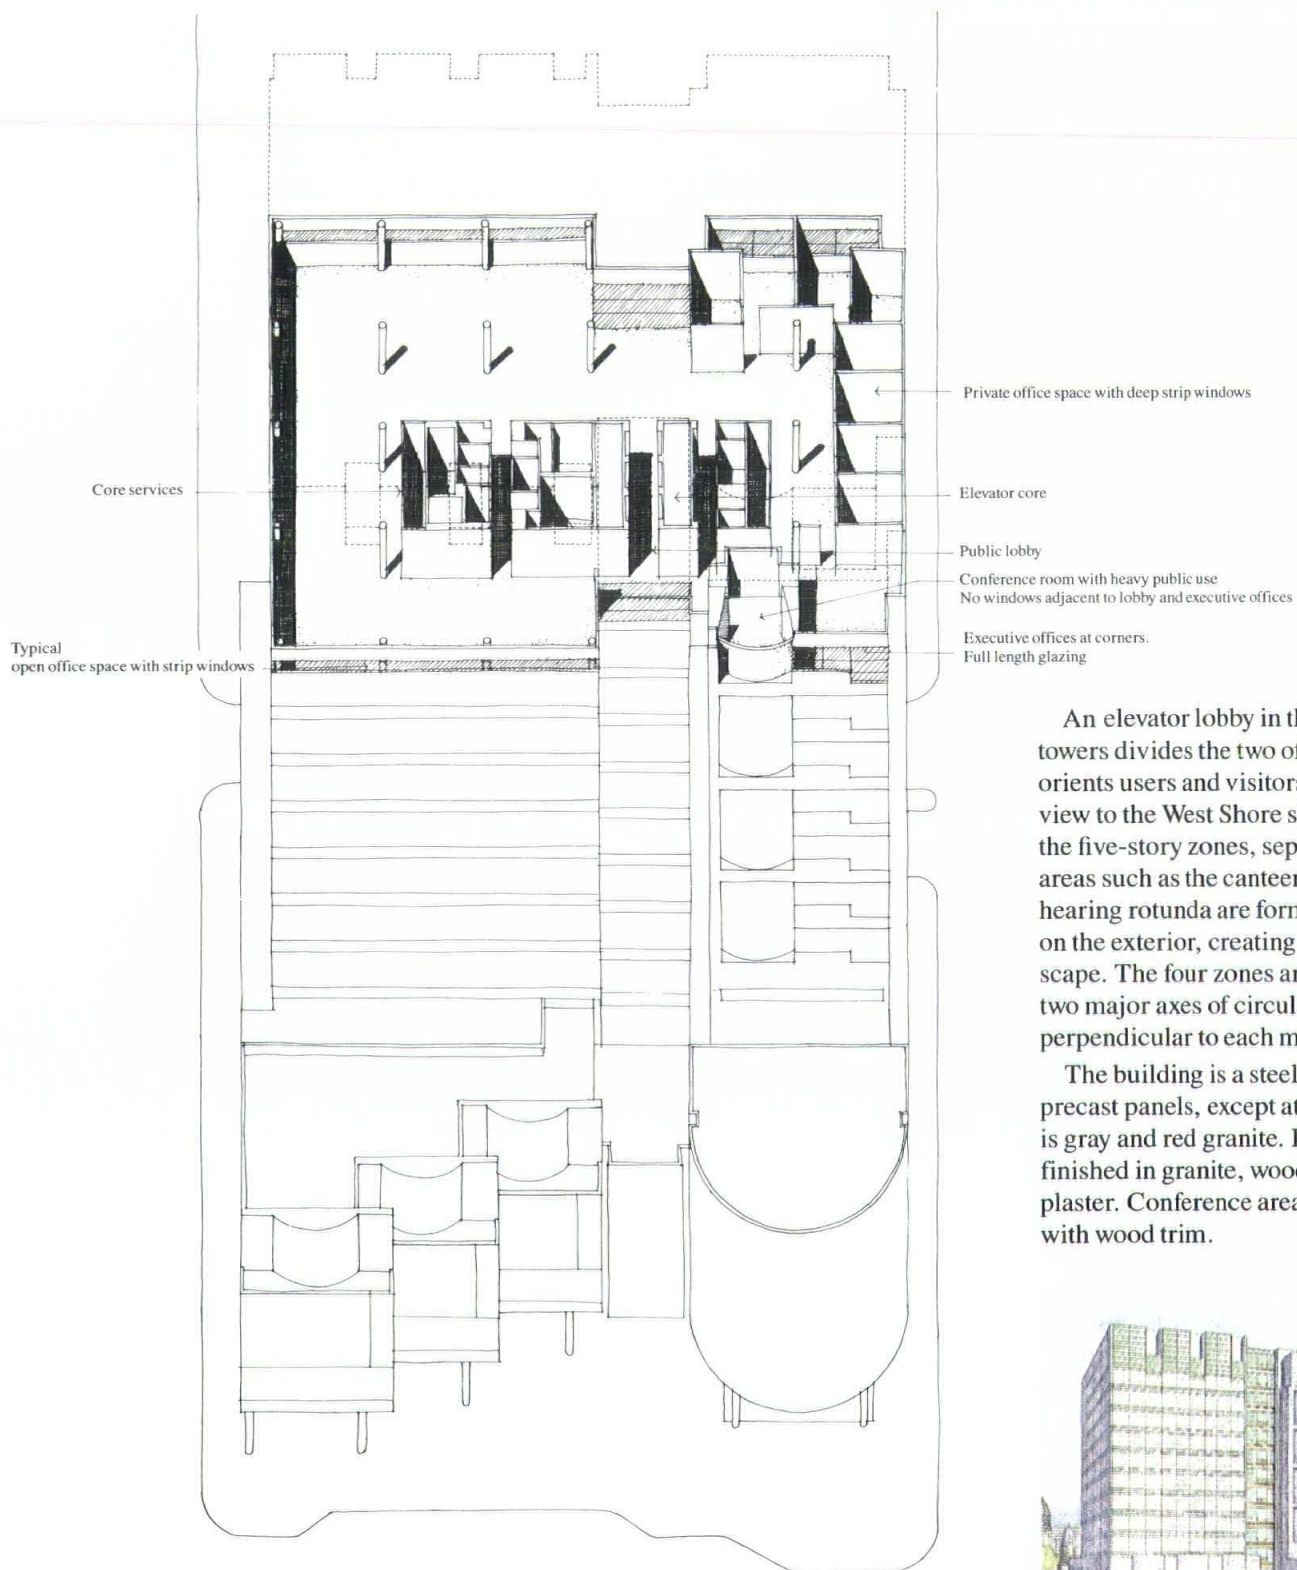 Private office space with deep strip windows
Core services
Elevator core
Public lobby
Conference room with heavy public use
No windows adjacent to lobby and executive offices
Typical
open office space with strip windows
Executive offices at corners.
Full length glazing
An elevator lobby in th
towers divides the two of
orients users and visitors
view to the West Shore s
the five-story zones, sep
areas such as the canteen
hearing rotunda are form
on the exterior, creating
scape. The four zones ar
two major axes of circul
perpendicular to each m
The building is a steel
precast panels, except at
is gray and red granite. I
finished in granite, wood
plaster. Conference area
with wood trim.